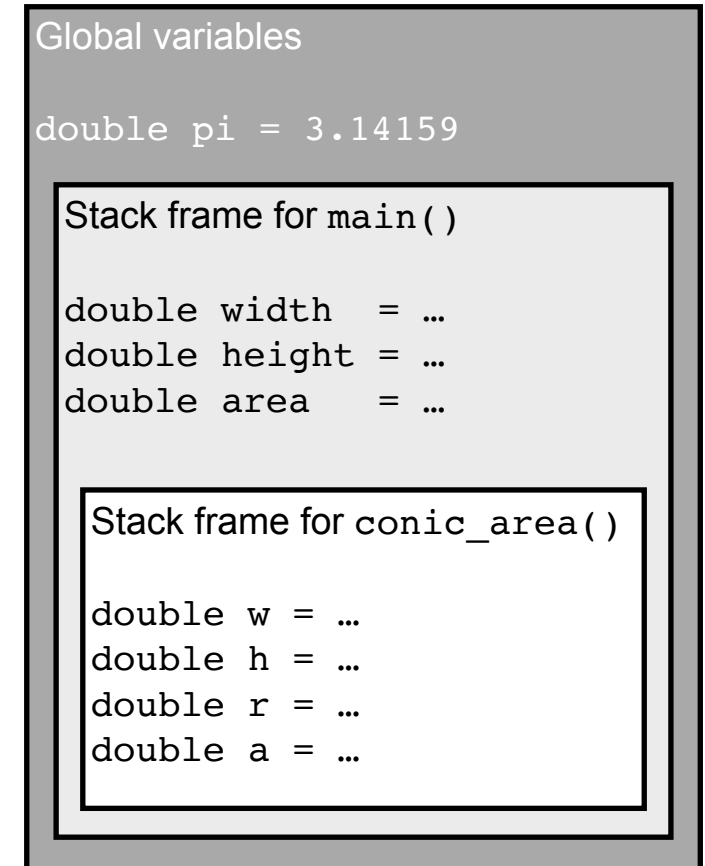 Global variables
double pi = 3.14159
Stack frame for main()
double width  = …
double height = …
double area   = …
Stack frame for conic_area()
double w = …
double h = …
double r = …
double a = …